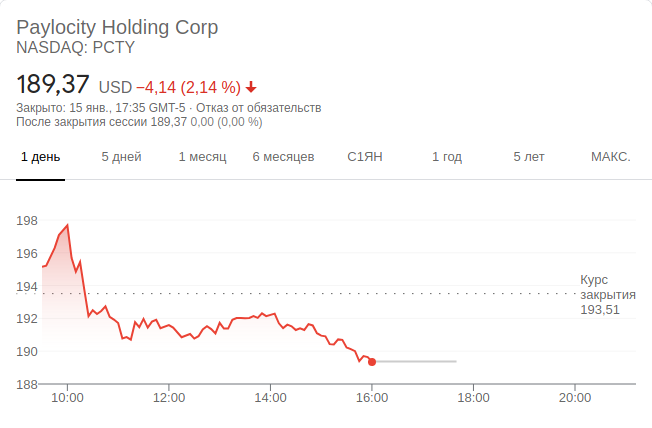 Paylocity Holding Corp
NASDAQ: PCTY
189,37 USD −4,14 (2,14 %)
Закрыто: 15 янв., 17:35 GMT-5 · Отказ от обязательств
После закрытия сессии 189,37 0,00 (0,00 %)
1 день 5 дней 1 месяц 6 месяцев С1ЯН 1 год 5 лет МАКС.
198
196
194
192
190
188
Курс
закрытия
193,51
10:00 12:00 14:00 16:00 18:00 20:00